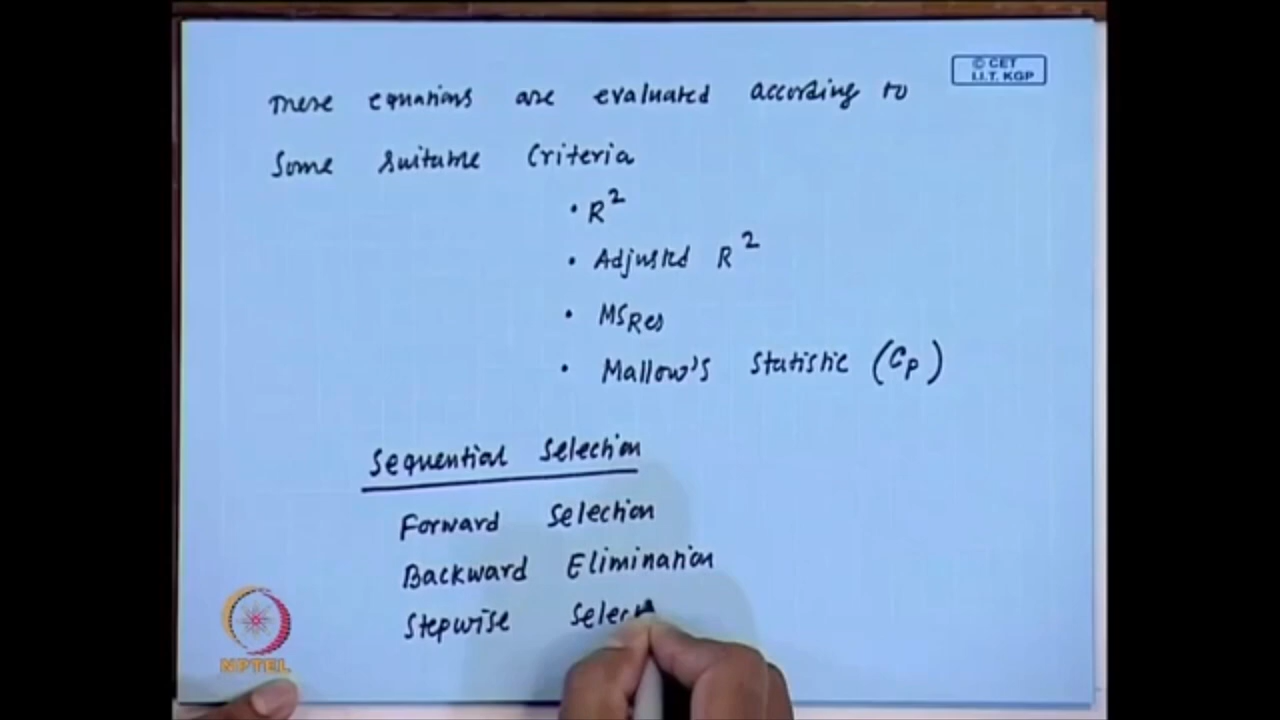 © CET
I.I.T. KGP
These equations are evaluated according to
Some suitable Criteria
• R²
• Adjusted R²
• MSRes
• Mallow's Statistic (Cp)
Sequential Selection
Forward Selection
Backward Elimination
Stepwise Select
NPTEL